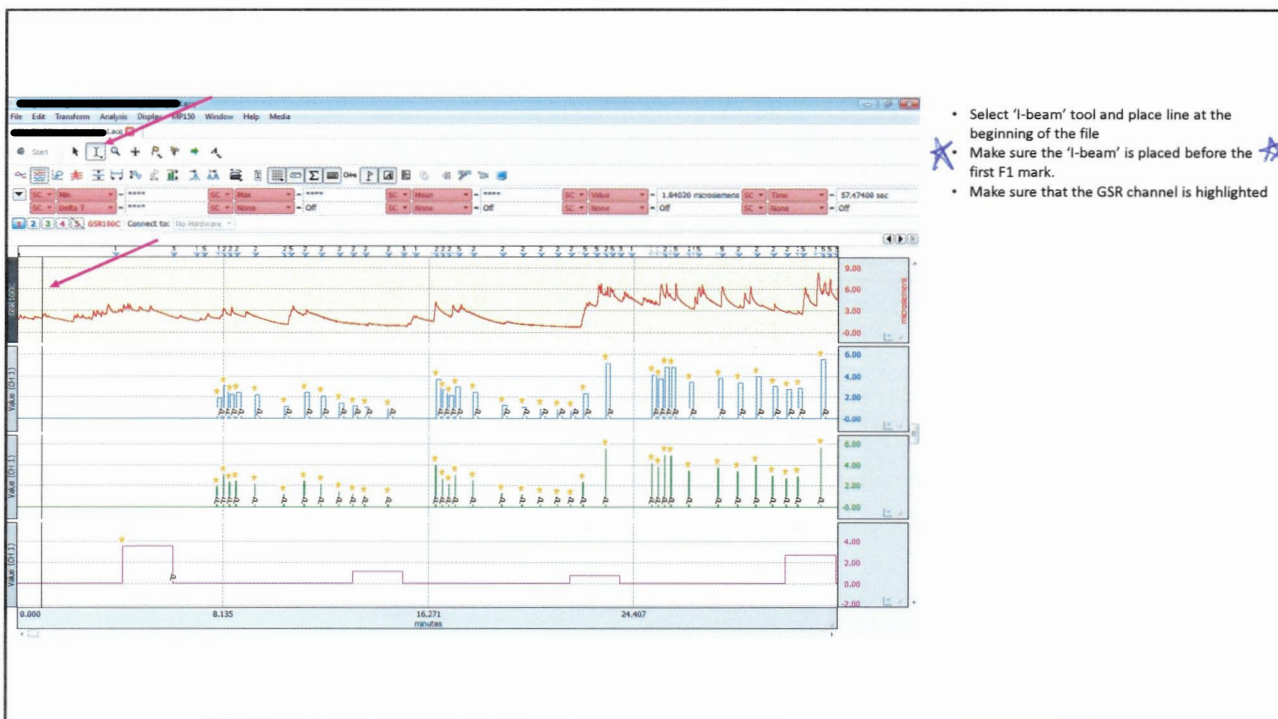 File Edit Transform Analysis Display MP150 Window Help Media
Start
SC Min = **** SC Max = **** SC Mean = **** SC Value = 1.84020 microsiemens SC Time = 57.47400 sec
SC Delta T = **** SC None = Off SC None = Off SC None = Off SC None = Off
1 2 3 4 5 GSR100C Connect to: No Hardware
GSR100C
9.00
6.00
3.00
-0.00
microsiemens
Value (CH 1)
6.00
4.00
2.00
-0.00
Value (CH 1)
6.00
4.00
2.00
-0.00
Value (CH 1)
4.00
2.00
0.00
-2.00
0.000 8.135 16.271 24.407
minutes
• Select 'I-beam' tool and place line at the
beginning of the file
• Make sure the 'I-beam' is placed before the
first F1 mark.
• Make sure that the GSR channel is highlighted